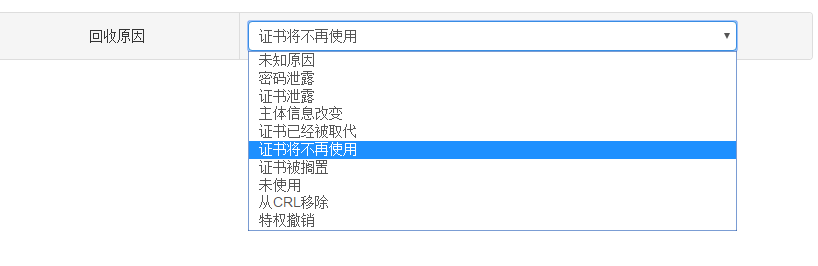 回收原因
证书将不再使用
未知原因
密码泄露
证书泄露
主体信息改变
证书已经被取代
证书将不再使用
证书被搁置
未使用
从CRL移除
特权撤销